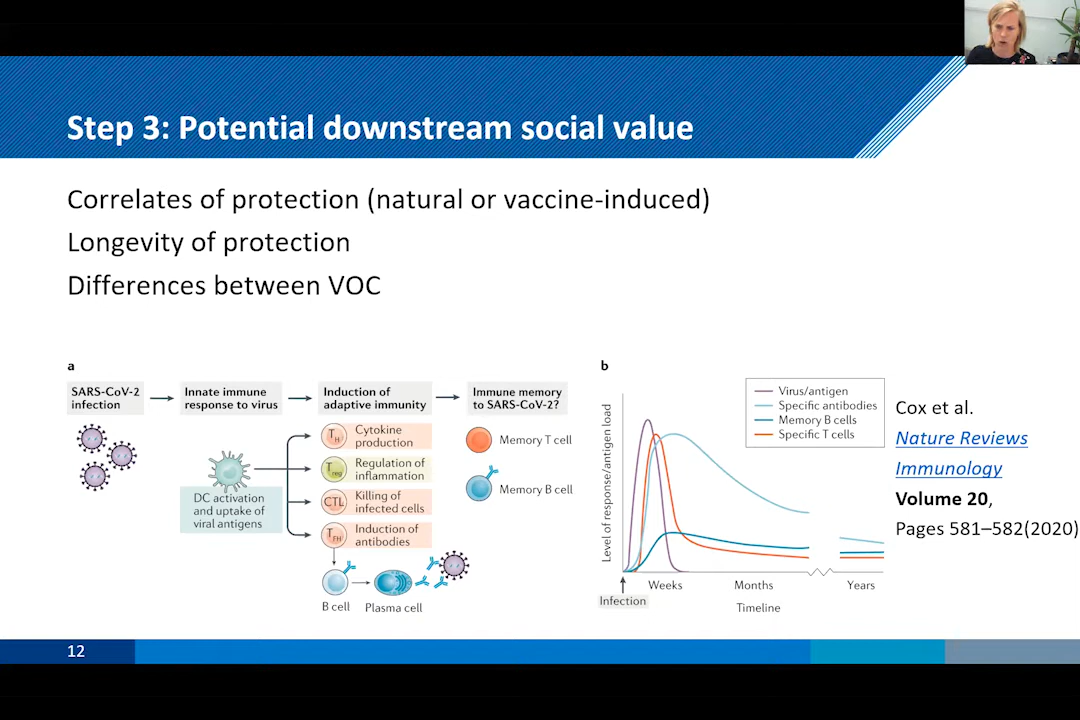 Step 3: Potential downstream social value
Correlates of protection (natural or vaccine-induced)
Longevity of protection
Differences between VOC
a
SARS-CoV-2
infection
Innate immune
response to virus
Induction of
adaptive immunity
Immune memory
to SARS-CoV-2?
DC activation
and uptake of
viral antigens
TH
Cytokine
production
Treg
Regulation of
inflammation
CTL
Killing of
infected cells
TFH
Induction of
antibodies
B cell
Plasma cell
Memory T cell
Memory B cell
b
Level of response/antigen load
Virus/antigen
Specific antibodies
Memory B cells
Specific T cells
Infection
Weeks
Months
Years
Timeline
Cox et al.
Nature Reviews
Immunology
Volume 20,
Pages 581–582(2020)
12